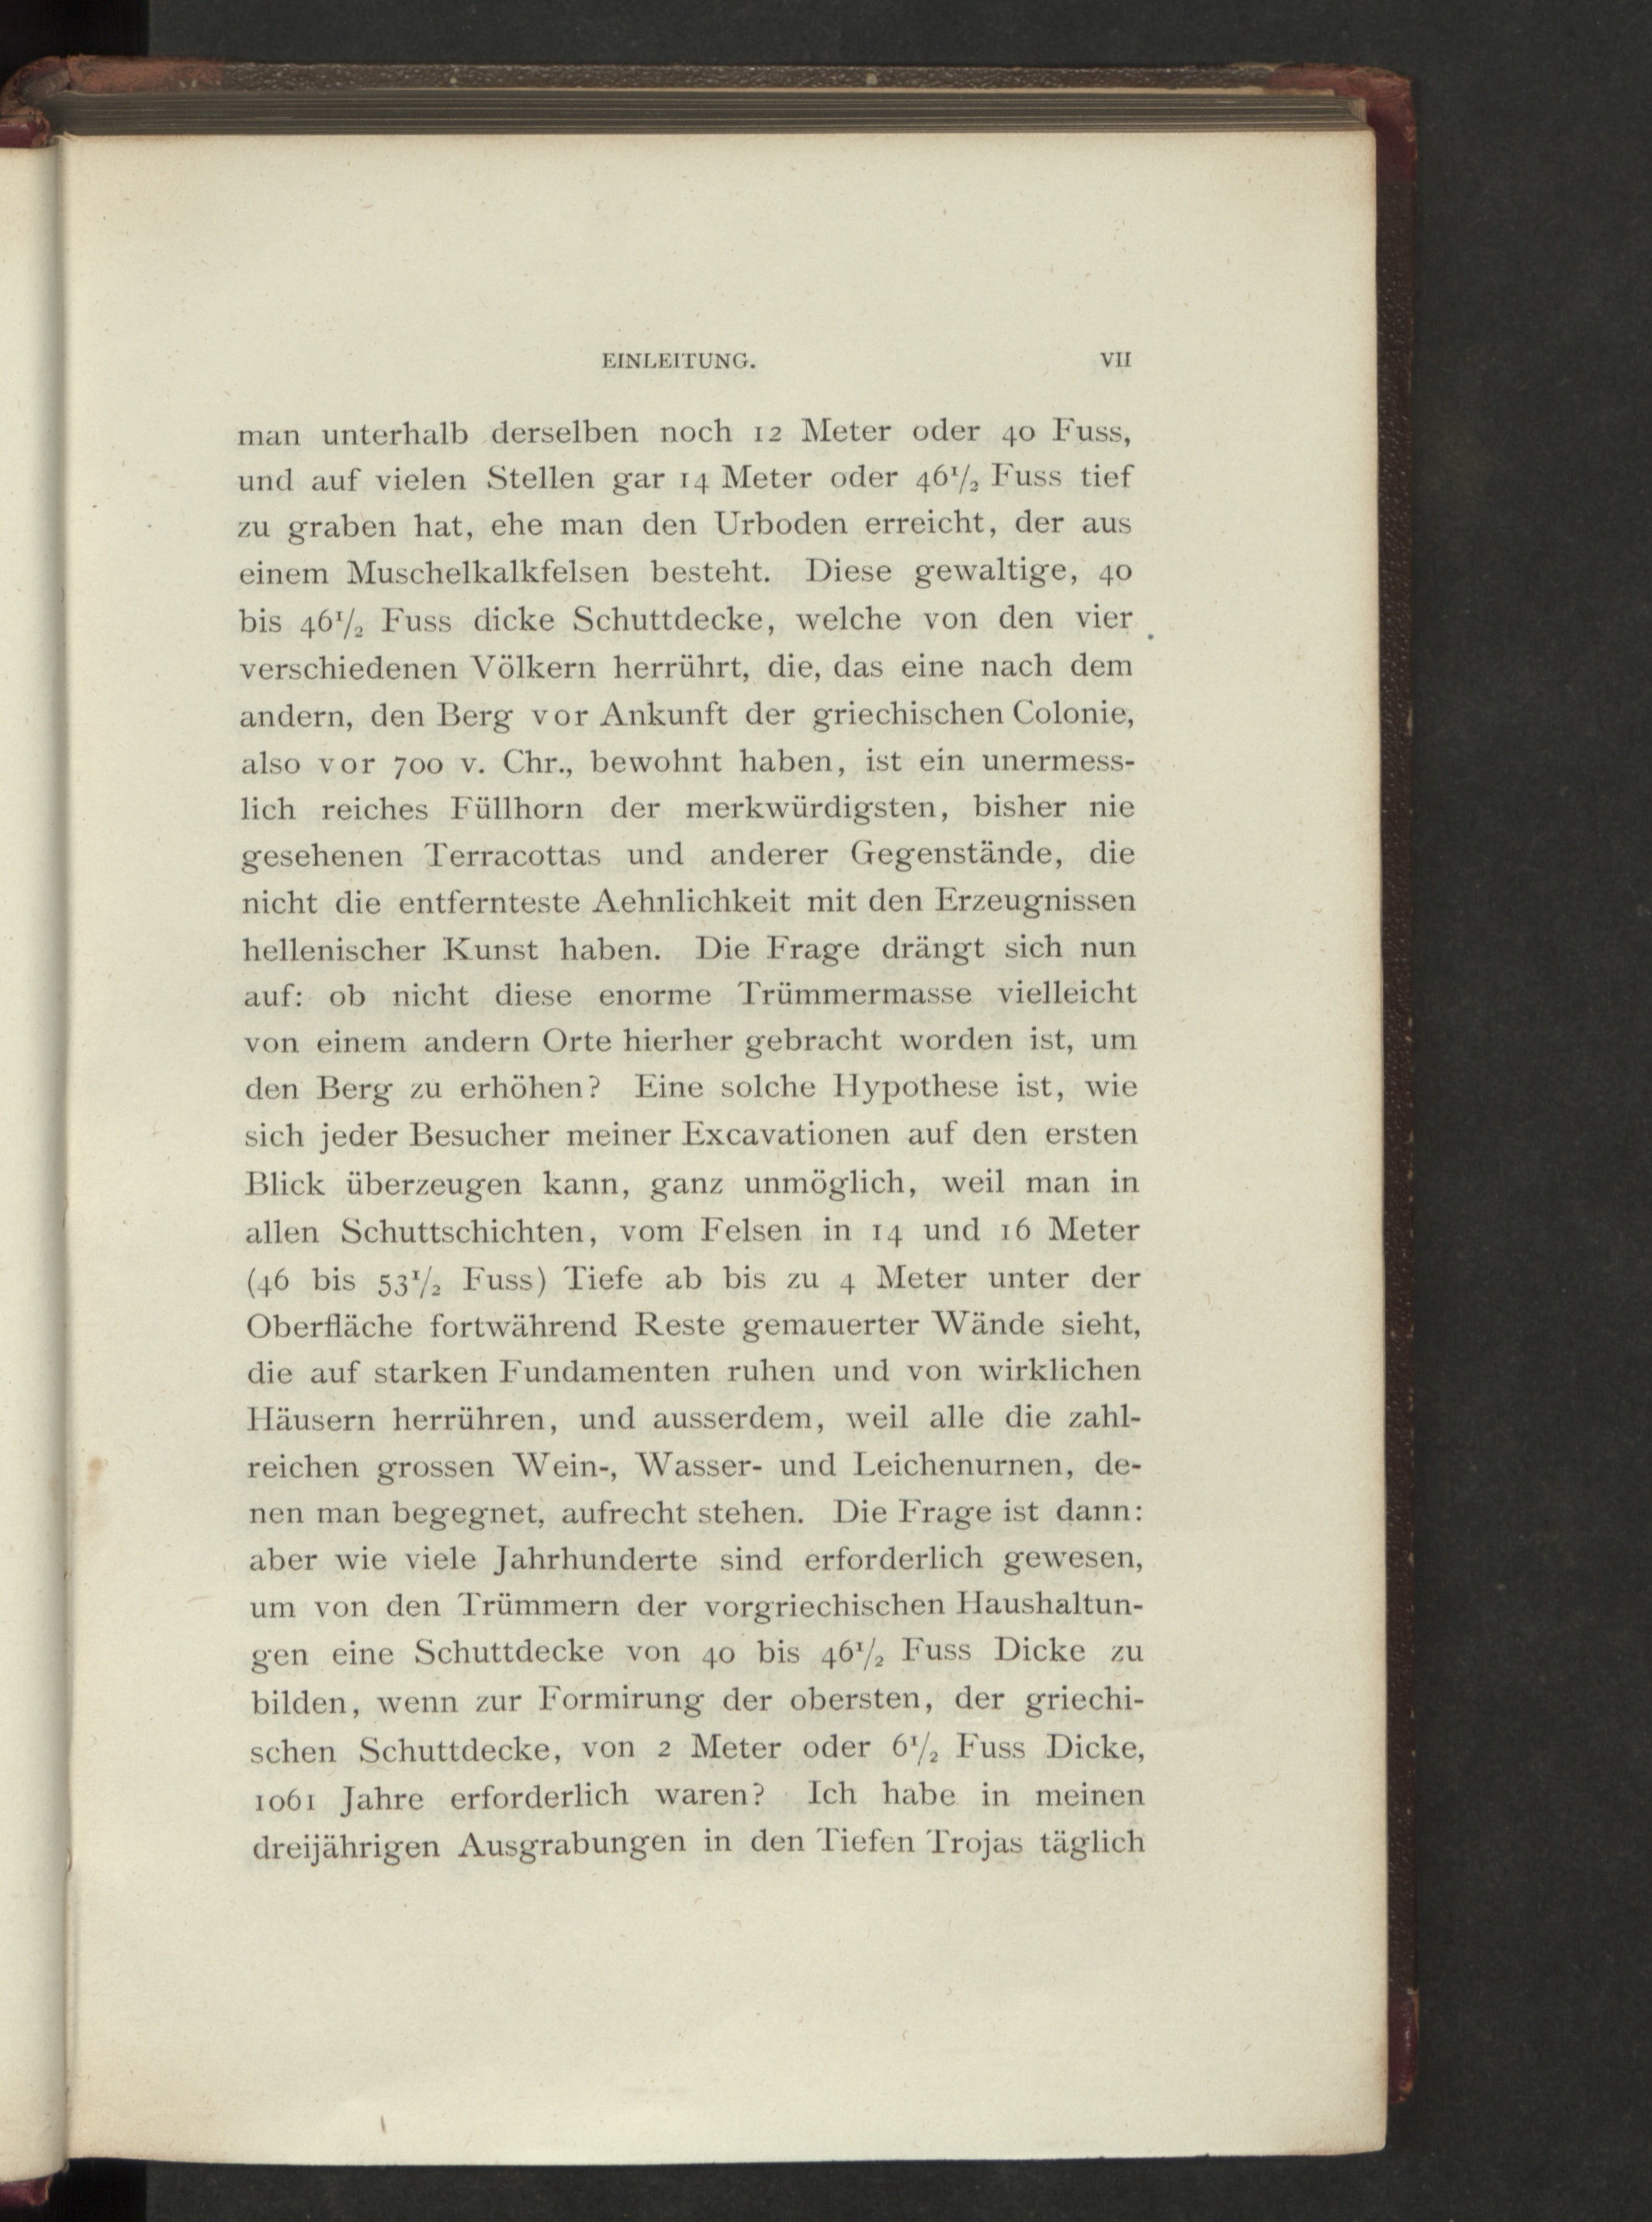 EINLEITUNG. VII
man unterhalb derselben noch 12 Meter oder 40 Fuss,
und auf vielen Stellen gar 14 Meter oder 46 1/2 Fuss tief
zu graben hat, ehe man den Urboden erreicht, der aus
einem Muschelkalkfelsen besteht. Diese gewaltige, 40
bis 46 1/2 Fuss dicke Schuttdecke, welche von den vier
verschiedenen Völkern herrührt, die, das eine nach dem
andern, den Berg vor Ankunft der griechischen Colonie,
also vor 700 v. Chr., bewohnt haben, ist ein unermess-
lich reiches Füllhorn der merkwürdigsten, bisher nie
gesehenen Terracottas und anderer Gegenstände, die
nicht die entfernteste Aehnlichkeit mit den Erzeugnissen
hellenischer Kunst haben. Die Frage drängt sich nun
auf: ob nicht diese enorme Trümmermasse vielleicht
von einem andern Orte hierher gebracht worden ist, um
den Berg zu erhöhen? Eine solche Hypothese ist, wie
sich jeder Besucher meiner Excavationen auf den ersten
Blick überzeugen kann, ganz unmöglich, weil man in
allen Schuttschichten, vom Felsen in 14 und 16 Meter
(46 bis 53 1/2 Fuss) Tiefe ab bis zu 4 Meter unter der
Oberfläche fortwährend Reste gemauerter Wände sieht,
die auf starken Fundamenten ruhen und von wirklichen
Häusern herrühren, und ausserdem, weil alle die zahl-
reichen grossen Wein-, Wasser- und Leichenurnen, de-
nen man begegnet, aufrecht stehen. Die Frage ist dann:
aber wie viele Jahrhunderte sind erforderlich gewesen,
um von den Trümmern der vorgriechischen Haushaltun-
gen eine Schuttdecke von 40 bis 46 1/2 Fuss Dicke zu
bilden, wenn zur Formirung der obersten, der griechi-
schen Schuttdecke, von 2 Meter oder 6 1/2 Fuss Dicke,
1061 Jahre erforderlich waren? Ich habe in meinen
dreijährigen Ausgrabungen in den Tiefen Trojas täglich